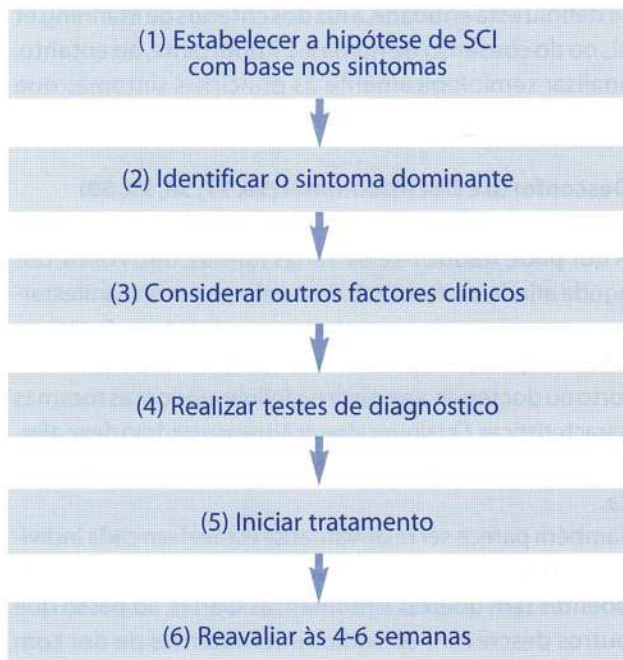 (1) Estabelecer a hipótese de SCI
com base nos sintomas
(2) Identificar o sintoma dominante
(3) Considerar outros factores clínicos
(4) Realizar testes de diagnóstico
(5) Iniciar tratamento
(6) Reavaliar às 4-6 semanas